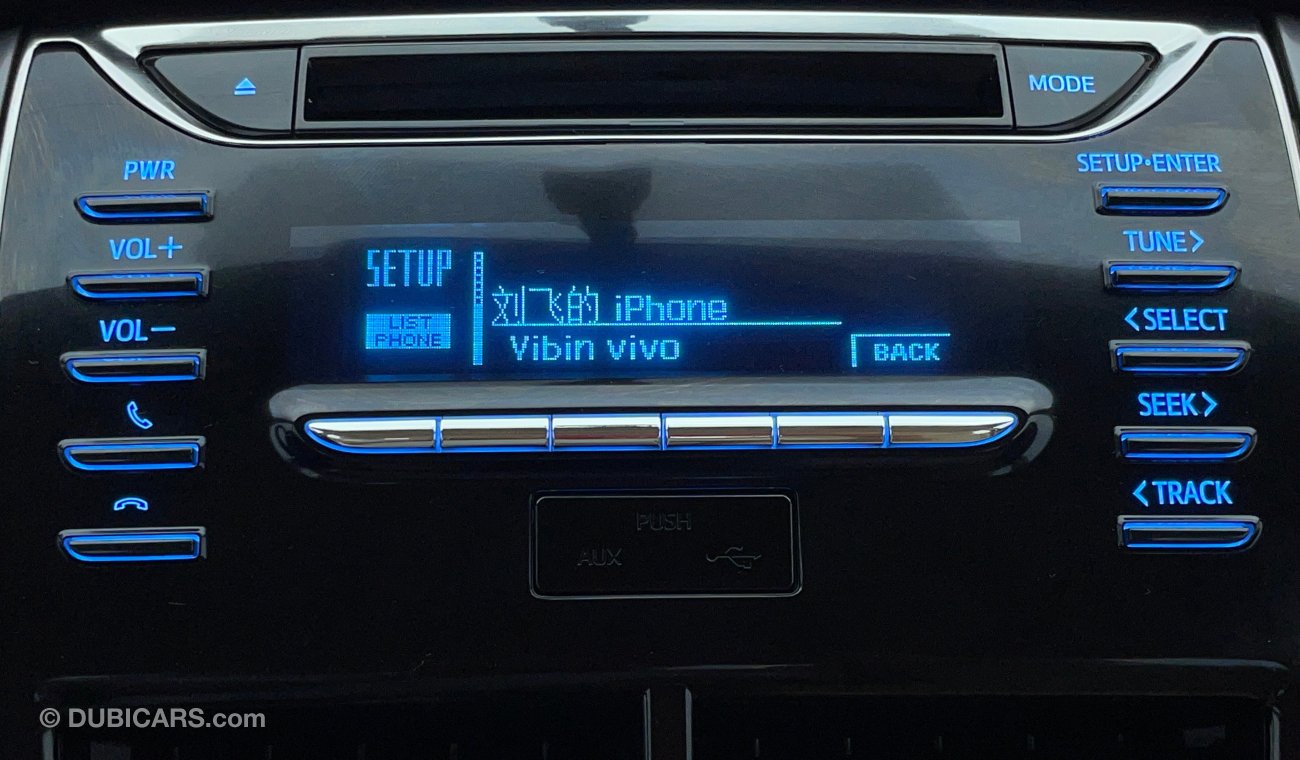 MODE
PWR
SETUP•ENTER
VOL+
TUNE>
SETUP
刘飞的 iPhone
LIST
PHONE
Vibin vivo
BACK
VOL−
<SELECT
SEEK>
<TRACK
PUSH
AUX
© DUBICARS.com